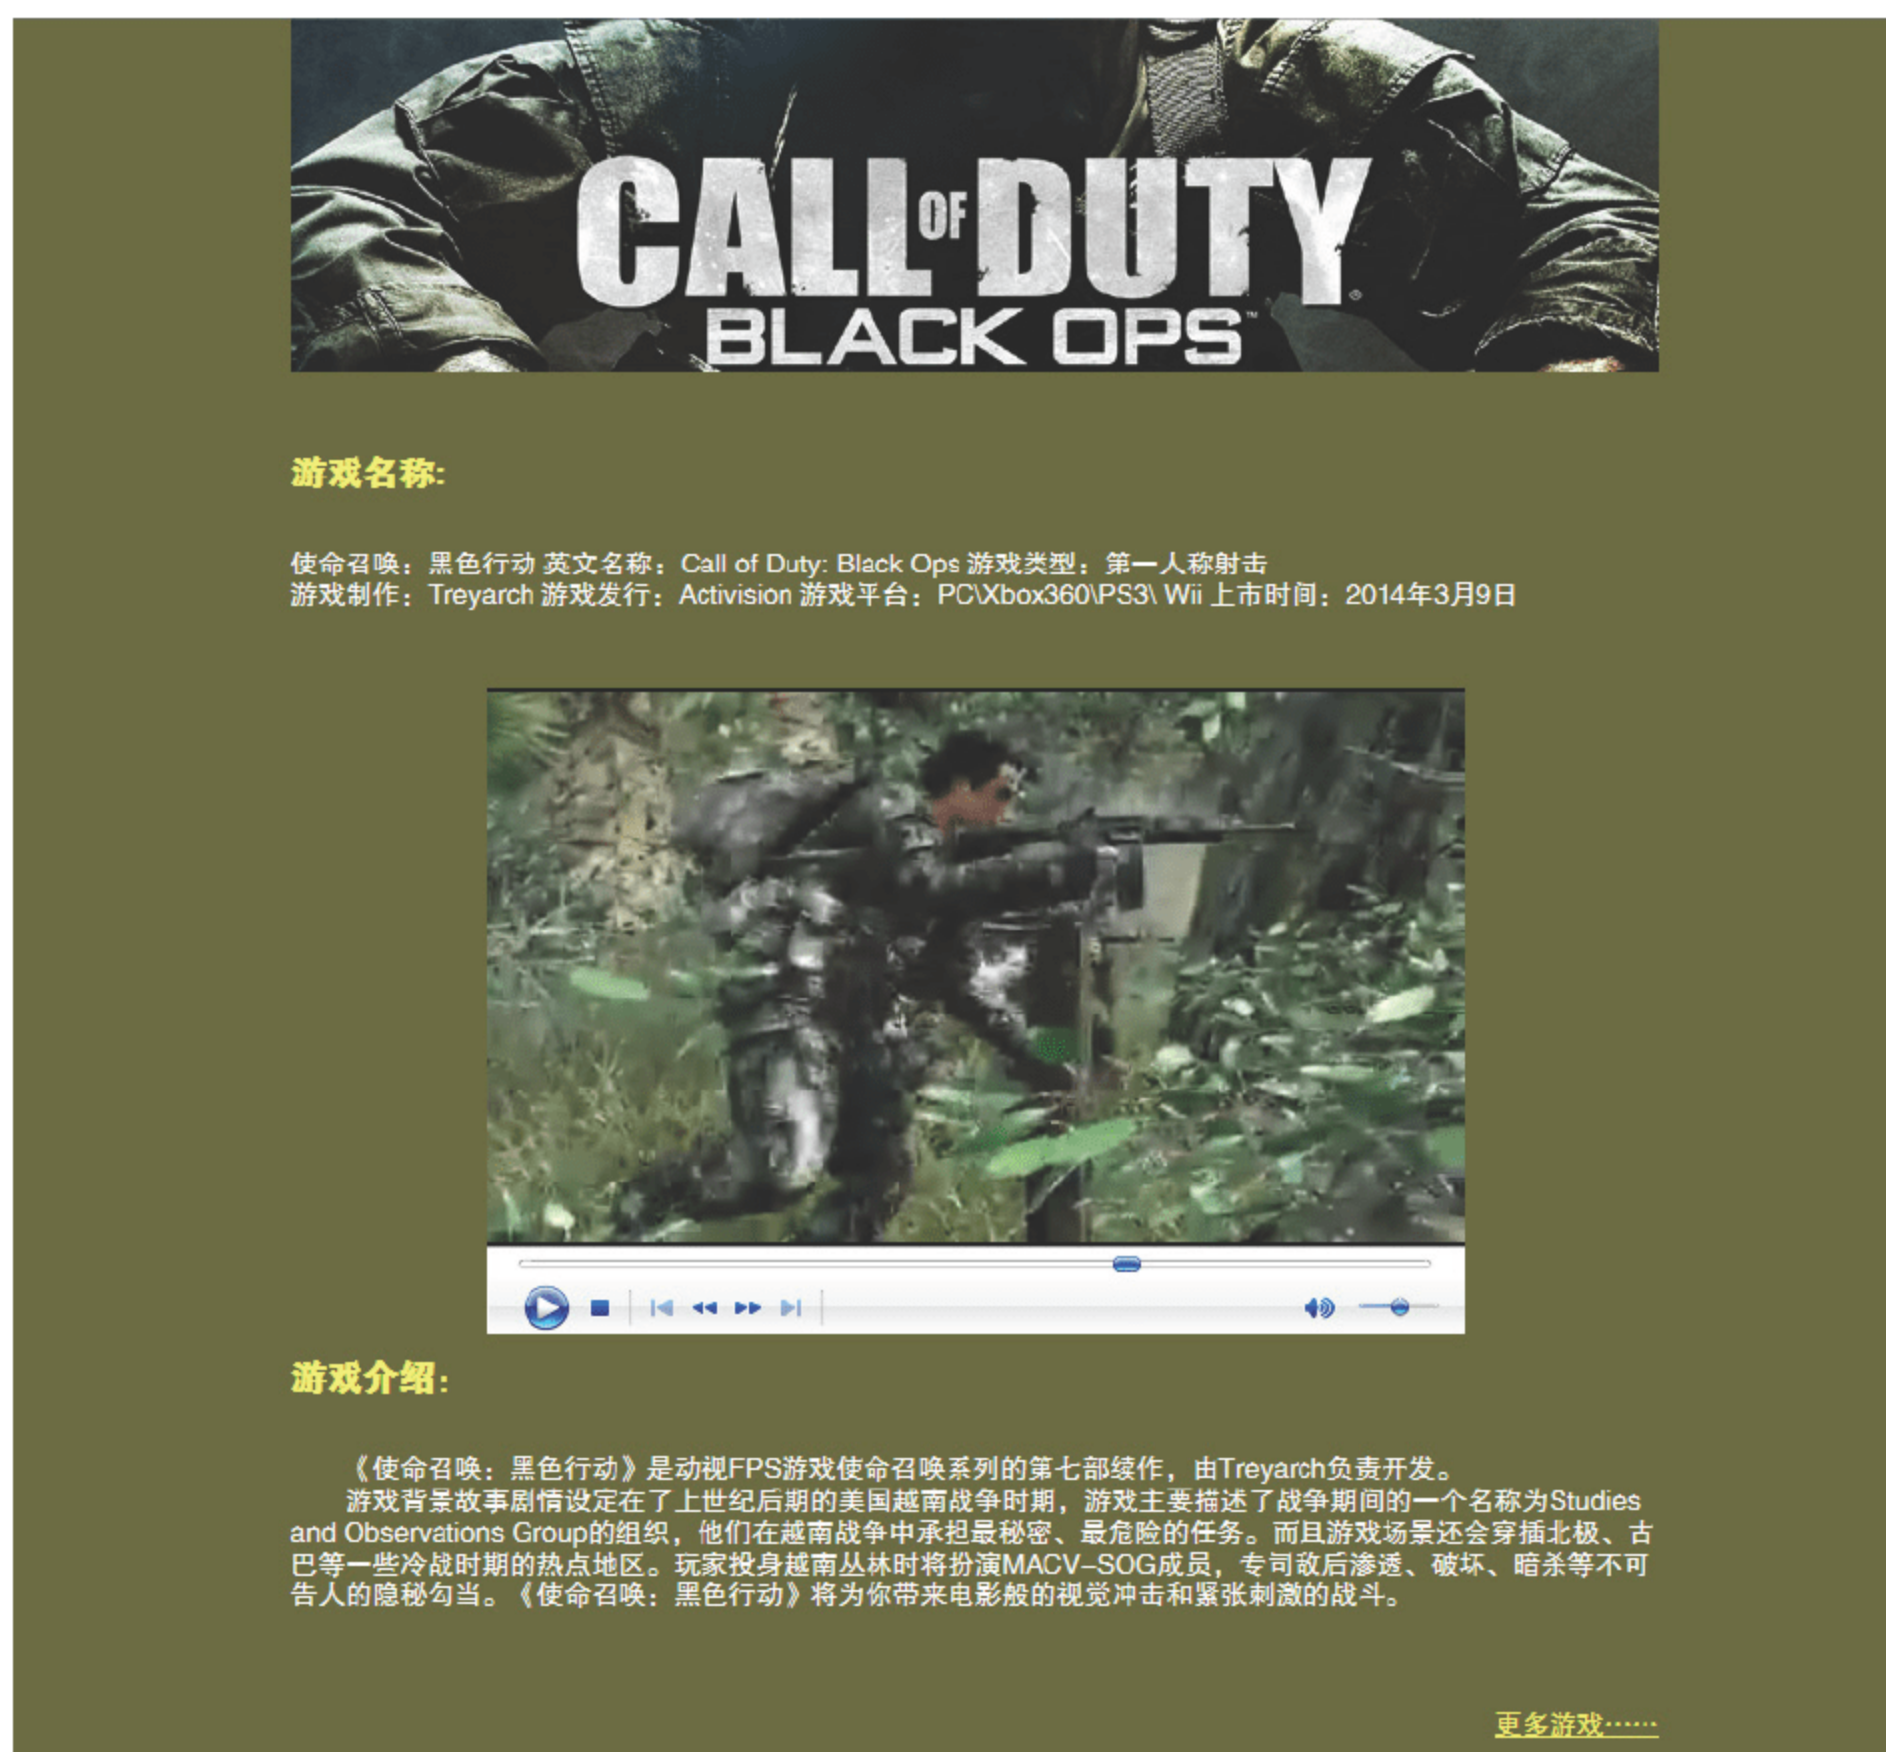 CALL OF DUTY®
BLACK OPS™
游戏名称:
使命召唤：黑色行动 英文名称：Call of Duty: Black Ops 游戏类型：第一人称射击
游戏制作：Treyarch 游戏发行：Activision 游戏平台：PC\Xbox360\PS3\ Wii 上市时间：2014年3月9日
游戏介绍：
《使命召唤：黑色行动》是动视FPS游戏使命召唤系列的第七部续作，由Treyarch负责开发。
游戏背景故事剧情设定在了上世纪后期的美国越南战争时期，游戏主要描述了战争期间的一个名称为Studies
and Observations Group的组织，他们在越南战争中承担最秘密、最危险的任务。而且游戏场景还会穿插北极、古
巴等一些冷战时期的热点地区。玩家投身越南丛林时将扮演MACV-SOG成员，专司敌后渗透、破坏、暗杀等不可
告人的隐秘勾当。《使命召唤：黑色行动》将为你带来电影般的视觉冲击和紧张刺激的战斗。
更多游戏……